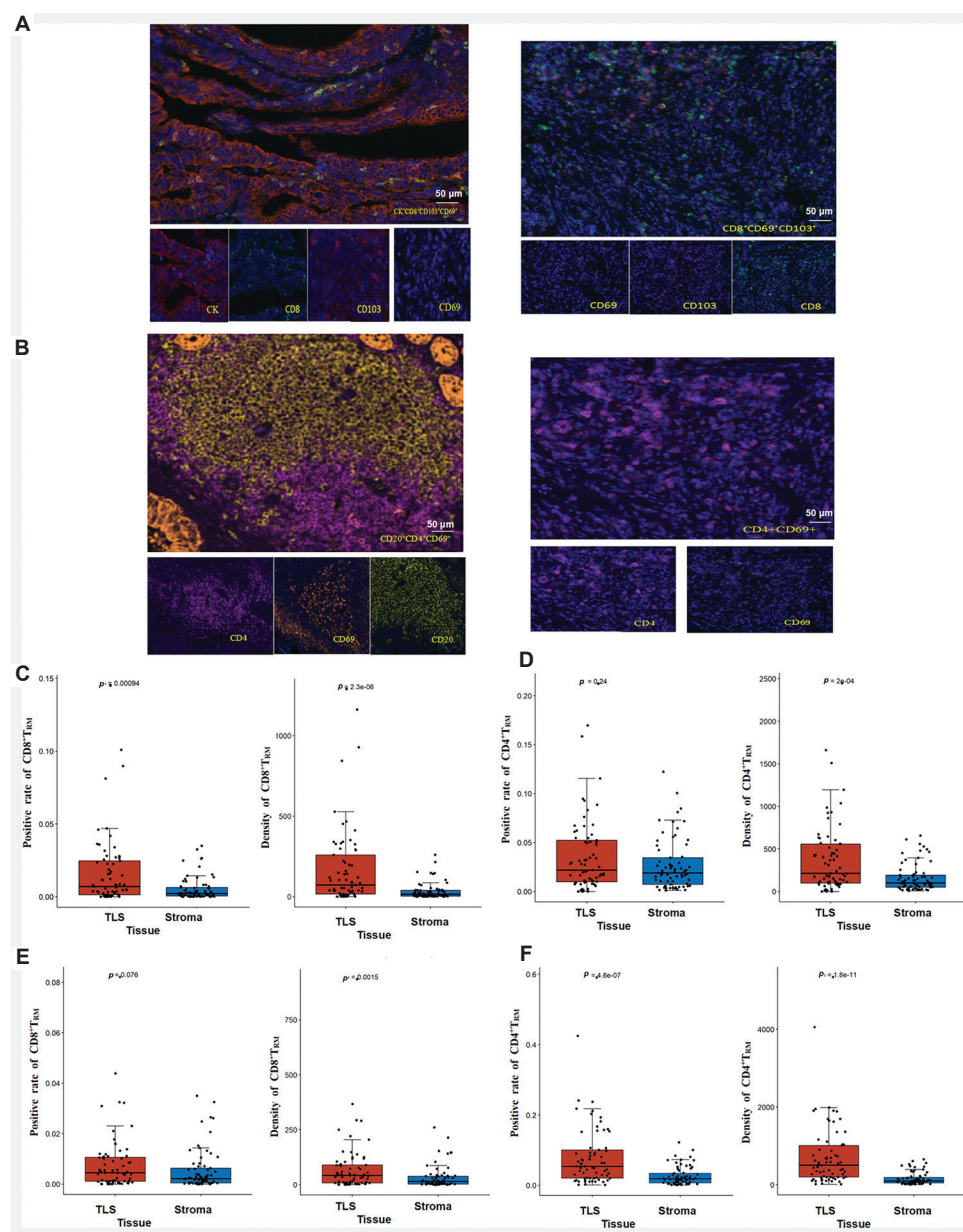 A
50 μm
CK⁺CD8⁺CD103⁺CD69⁺
CK
CD8
CD103
CD69
50 μm
CD8⁺CD69⁺CD103⁺
CD69
CD103
CD8
B
50 μm
CD20⁺CD4⁺CD69⁺
CD4
CD69
CD20
50 μm
CD4+CD69+
CD4
CD69
C
p = 0.00094
Positive rate of CD8⁺TRM
0.15
0.10
0.05
0.00
TLS Stroma
Tissue
p = 2.3e-06
Density of CD8⁺TRM
1000
500
0
TLS Stroma
Tissue
D
p = 0.24
Positive rate of CD4⁺TRM
0.20
0.15
0.10
0.05
0.00
TLS Stroma
Tissue
p = 2e-04
Density of CD4⁺TRM
2500
2000
1500
1000
500
0
TLS Stroma
Tissue
E
p = 0.076
Positive rate of CD8⁺TRM
0.08
0.06
0.04
0.02
0.00
TLS Stroma
Tissue
p = 0.0015
Density of CD8⁺TRM
750
500
250
0
TLS Stroma
Tissue
F
p = 4.6e-07
Positive rate of CD4⁺TRM
0.6
0.4
0.2
0.0
TLS Stroma
Tissue
p = 1.8e-11
Density of CD4⁺TRM
4000
2000
0
TLS Stroma
Tissue